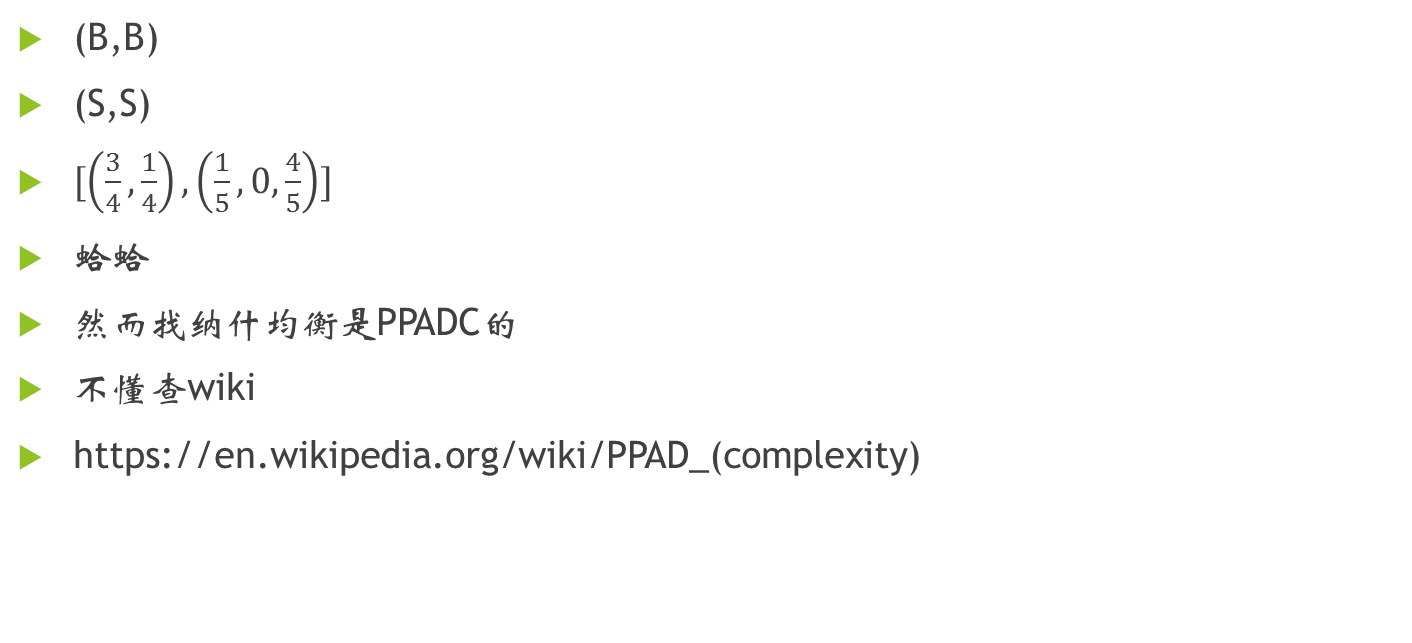 (B,B)
(S,S)
[(3/4,1/4),(1/5,0,4/5)]
蛤蛤
然而找纳什均衡是PPADC的
不懂查wiki
https://en.wikipedia.org/wiki/PPAD_(complexity)